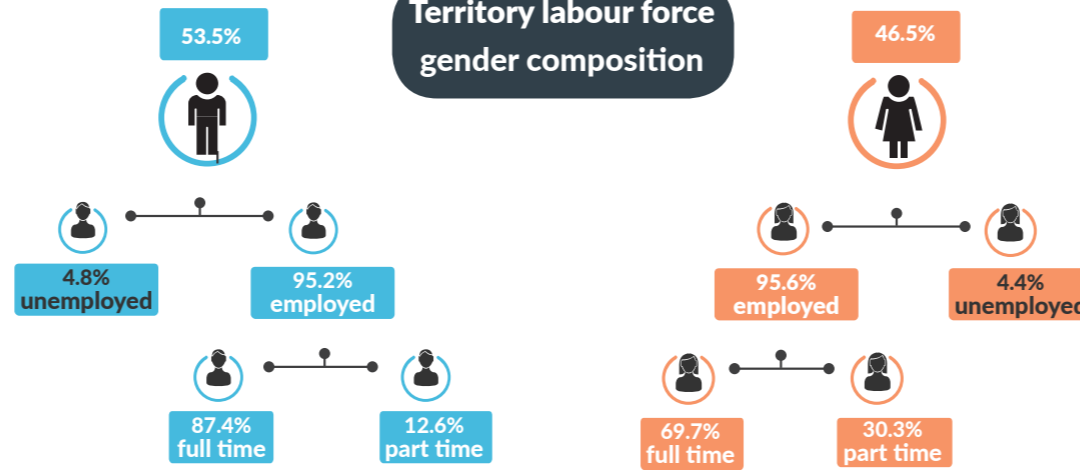 Territory labour force
gender composition
53.5%
46.5%
4.8%
unemployed
95.2%
employed
95.6%
employed
4.4%
unemployed
87.4%
full time
12.6%
part time
69.7%
full time
30.3%
part time